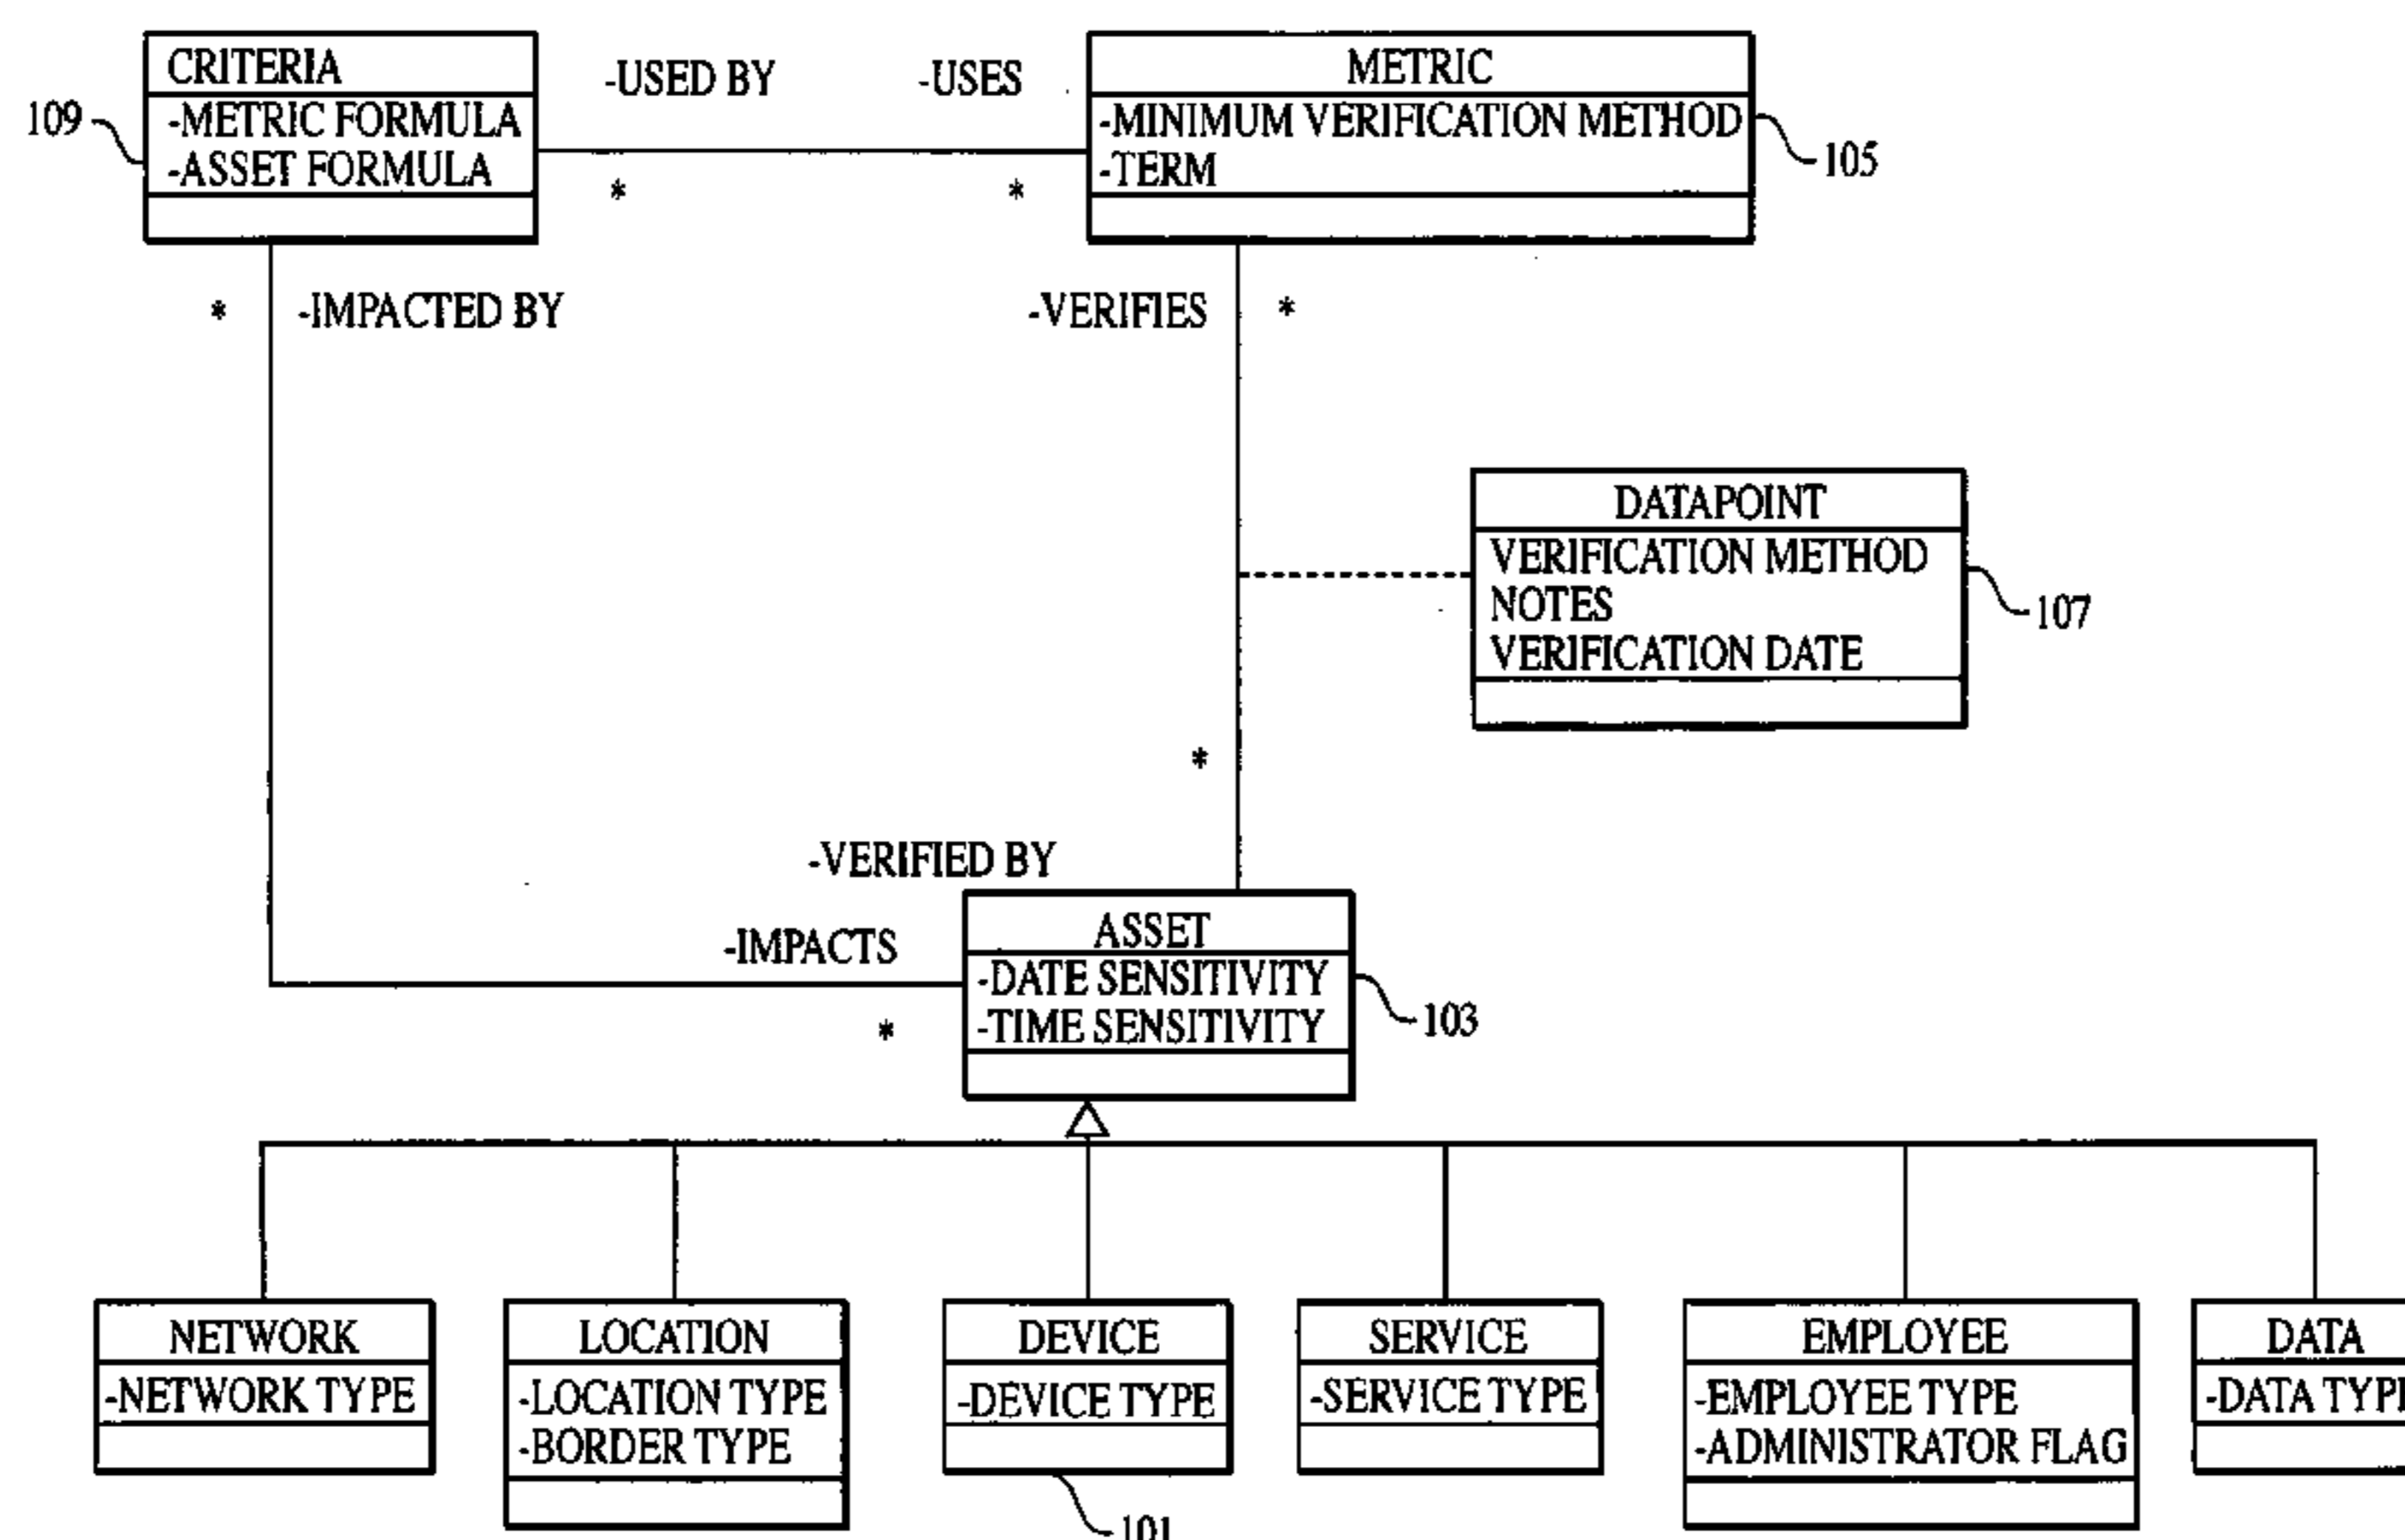 CRITERIA
-METRIC FORMULA
-ASSET FORMULA
109
-USED BY
-USES
*
*
METRIC
-MINIMUM VERIFICATION METHOD
-TERM
105
*
-IMPACTED BY
-VERIFIES
*
DATAPOINT
VERIFICATION METHOD
NOTES
VERIFICATION DATE
107
*
-VERIFIED BY
-IMPACTS
*
ASSET
-DATE SENSITIVITY
-TIME SENSITIVITY
103
NETWORK
-NETWORK TYPE
LOCATION
-LOCATION TYPE
-BORDER TYPE
DEVICE
-DEVICE TYPE
101
SERVICE
-SERVICE TYPE
EMPLOYEE
-EMPLOYEE TYPE
-ADMINISTRATOR FLAG
DATA
-DATA TYPE